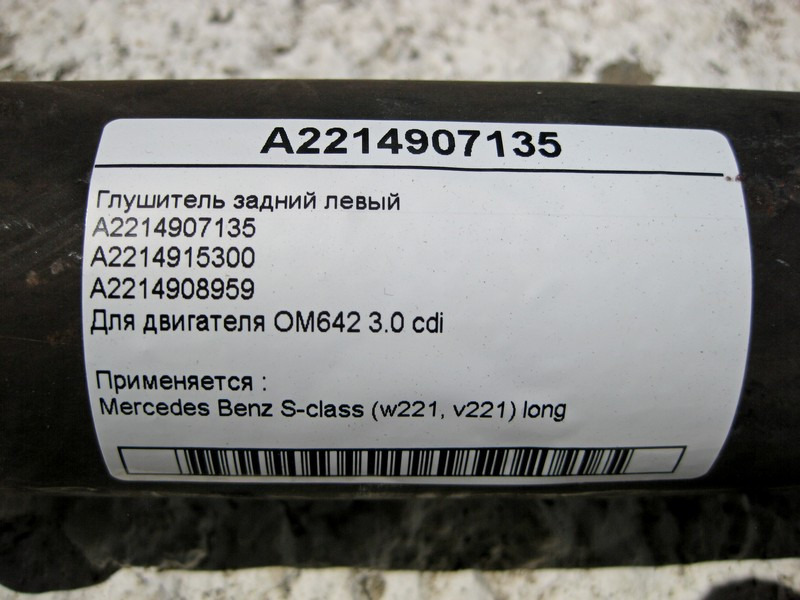 A2214907135
Глушитель задний левый
A2214907135
A2214915300
A2214908959
Для двигателя OM642 3.0 cdi
Применяется :
Mercedes Benz S-class (w221, v221) long